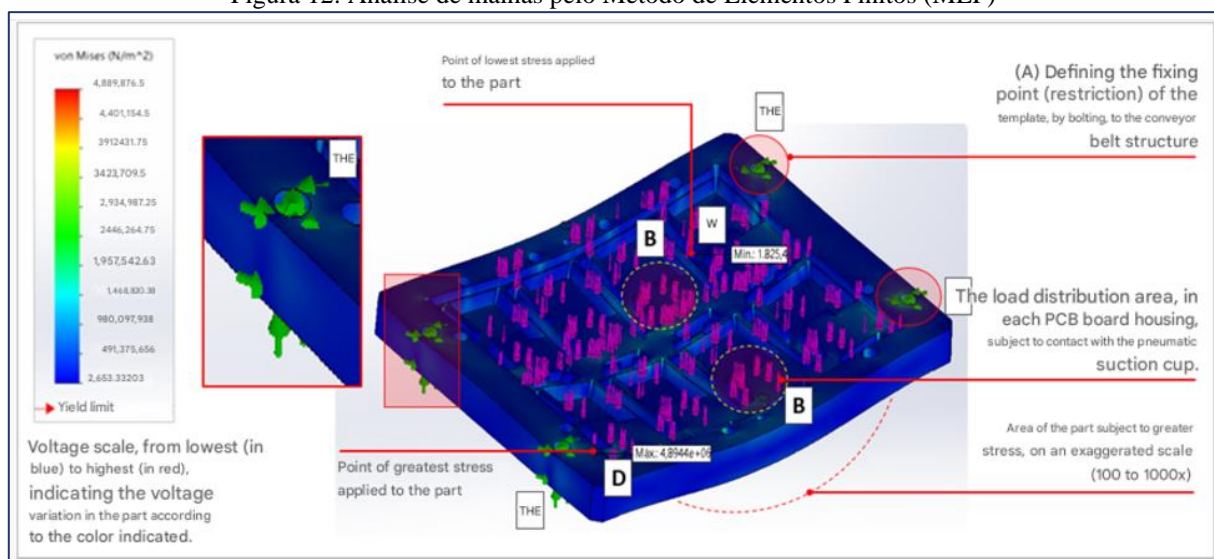 Figura 12: Análise de malhas pelo Método de Elementos Finitos (MEF)
von Mises (N/m^2)
4,889,876.5
4,401,154.5
3912431.75
3423,709.5
2,934,987.25
2446,264.75
1,957,542.63
1,468,820.38
980,097,938
491,375,656
2,653.33203
Yield limit
Voltage scale, from lowest (in
blue) to highest (in red),
indicating the voltage
variation in the part according
to the color indicated.
THE
Point of lowest stress applied
to the part
THE
(A) Defining the fixing
point (restriction) of the
template, by bolting, to the conveyor
belt structure
B
W
Min.: 1.825,4
The load distribution area, in
each PCB board housing,
subject to contact with the pneumatic
suction cup.
B
Area of the part subject to greater
stress, on an exaggerated scale
(100 to 1000x)
Point of greatest stress
applied to the part
D
Máx: 4,8944e+06
THE